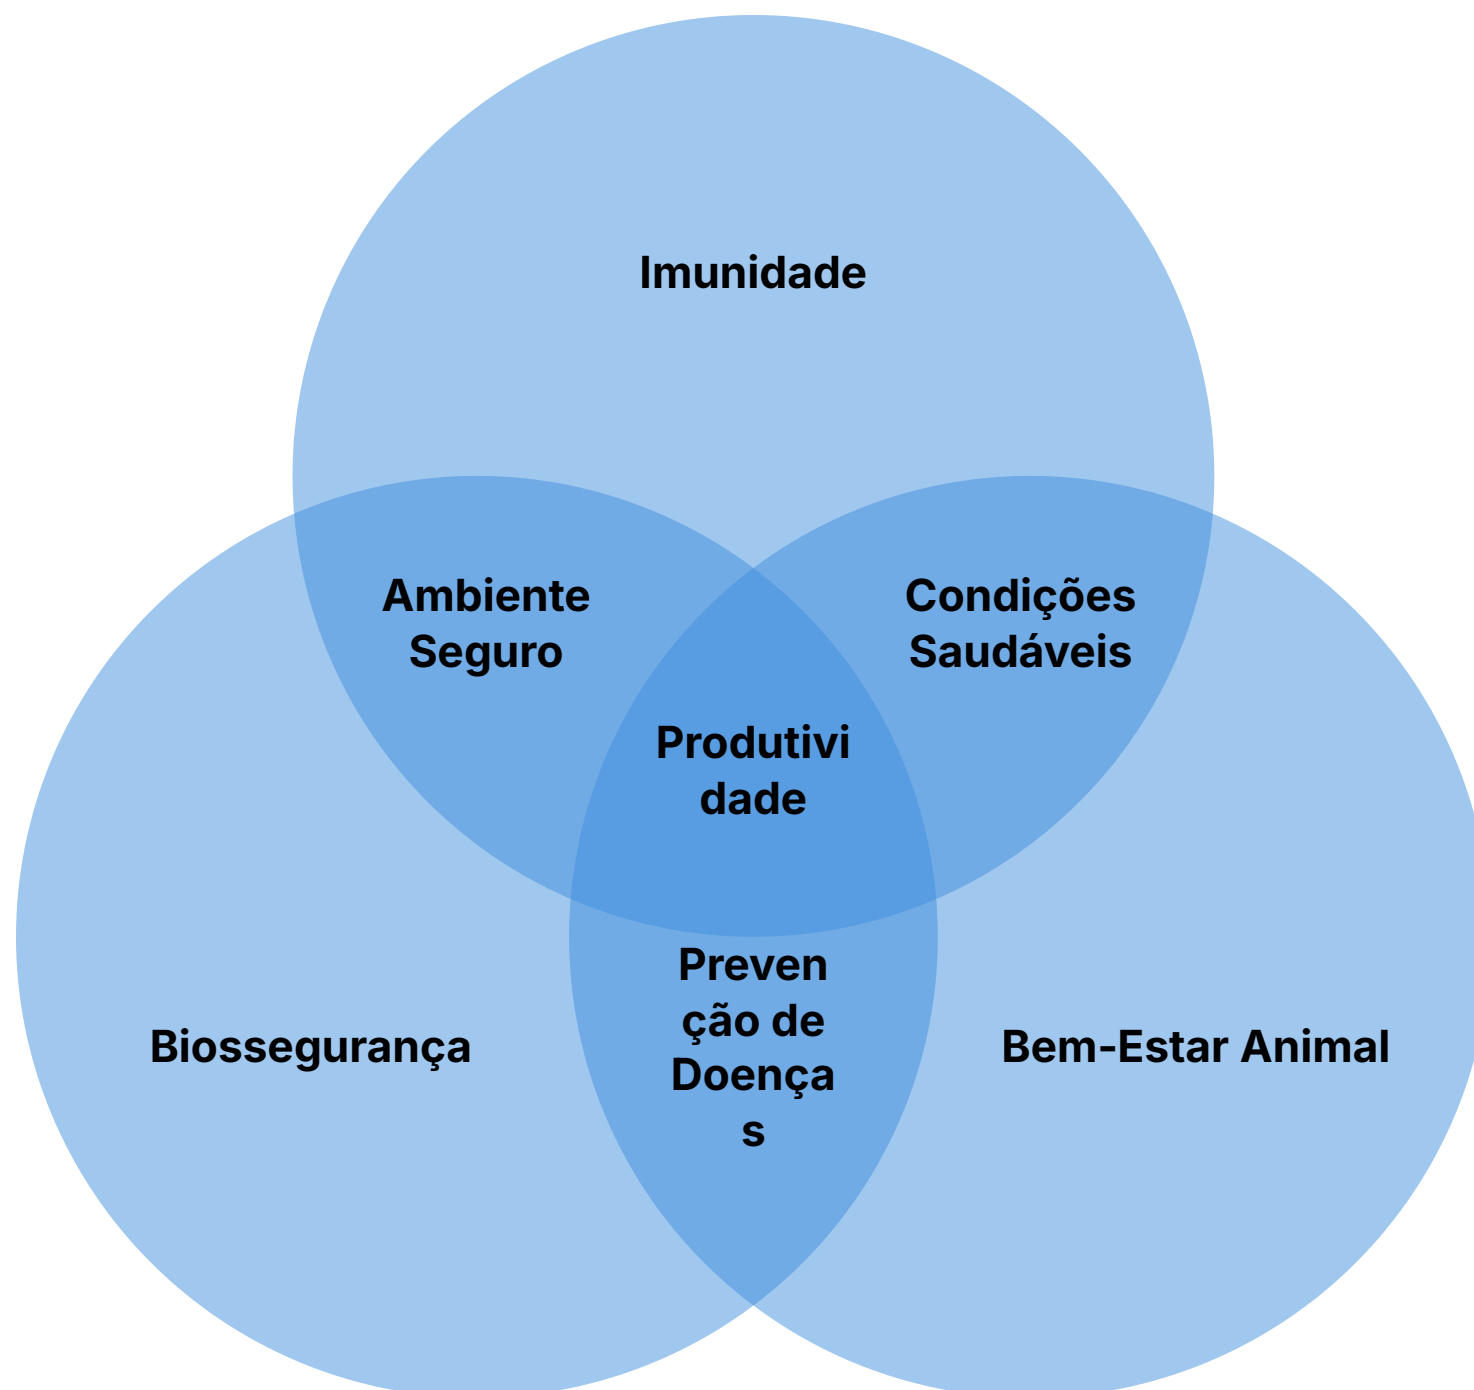 Imunidade
Ambiente
Seguro
Condições
Saudáveis
Produtivi
dade
Preven
ção de
Doença
s
Biossegurança
Bem-Estar Animal